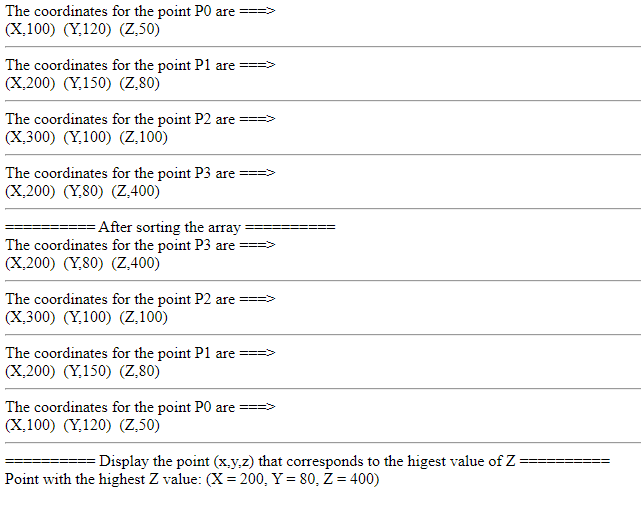 The coordinates for the point P0 are ===>
(X,100) (Y,120) (Z,50)
The coordinates for the point P1 are ===>
(X,200) (Y,150) (Z,80)
The coordinates for the point P2 are ===>
(X,300) (Y,100) (Z,100)
The coordinates for the point P3 are ===>
(X,200) (Y,80) (Z,400)
========== After sorting the array ==========
The coordinates for the point P3 are ===>
(X,200) (Y,80) (Z,400)
The coordinates for the point P2 are ===>
(X,300) (Y,100) (Z,100)
The coordinates for the point P1 are ===>
(X,200) (Y,150) (Z,80)
The coordinates for the point P0 are ===>
(X,100) (Y,120) (Z,50)
========== Display the point (x,y,z) that corresponds to the higest value of Z ==========
Point with the highest Z value: (X = 200, Y = 80, Z = 400)